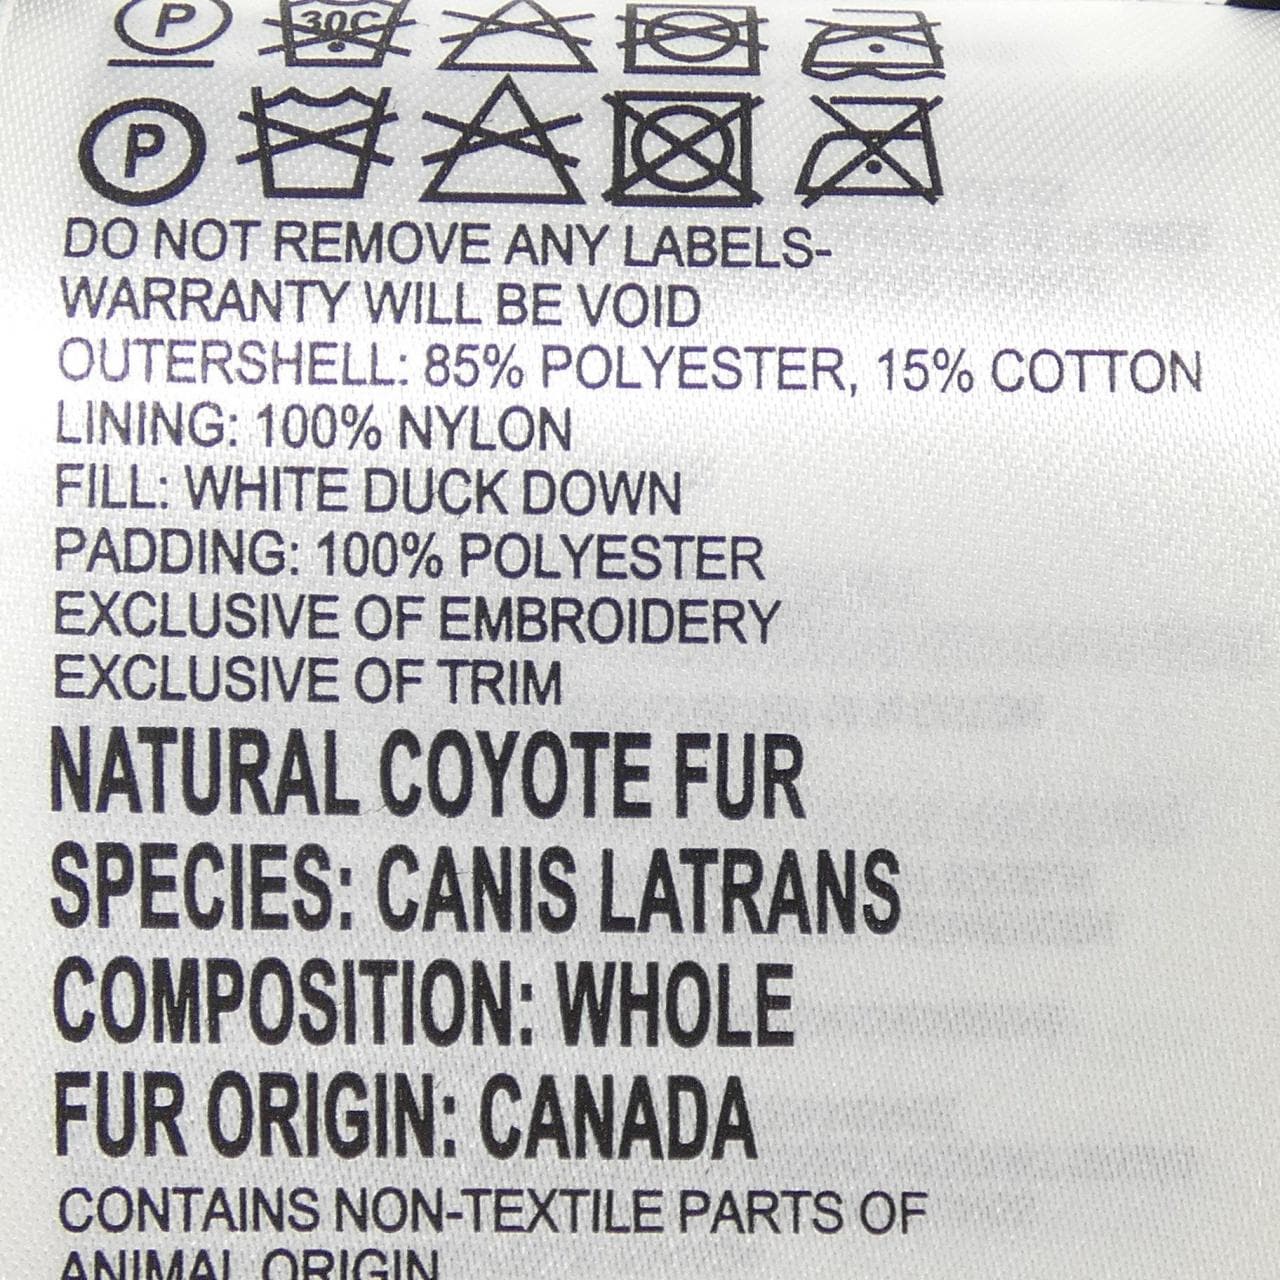 P 30C
P
DO NOT REMOVE ANY LABELS-
WARRANTY WILL BE VOID
OUTERSHELL: 85% POLYESTER, 15% COTTON
LINING: 100% NYLON
FILL: WHITE DUCK DOWN
PADDING: 100% POLYESTER
EXCLUSIVE OF EMBROIDERY
EXCLUSIVE OF TRIM
NATURAL COYOTE FUR
SPECIES: CANIS LATRANS
COMPOSITION: WHOLE
FUR ORIGIN: CANADA
CONTAINS NON-TEXTILE PARTS OF
ANIMAL ORIGIN